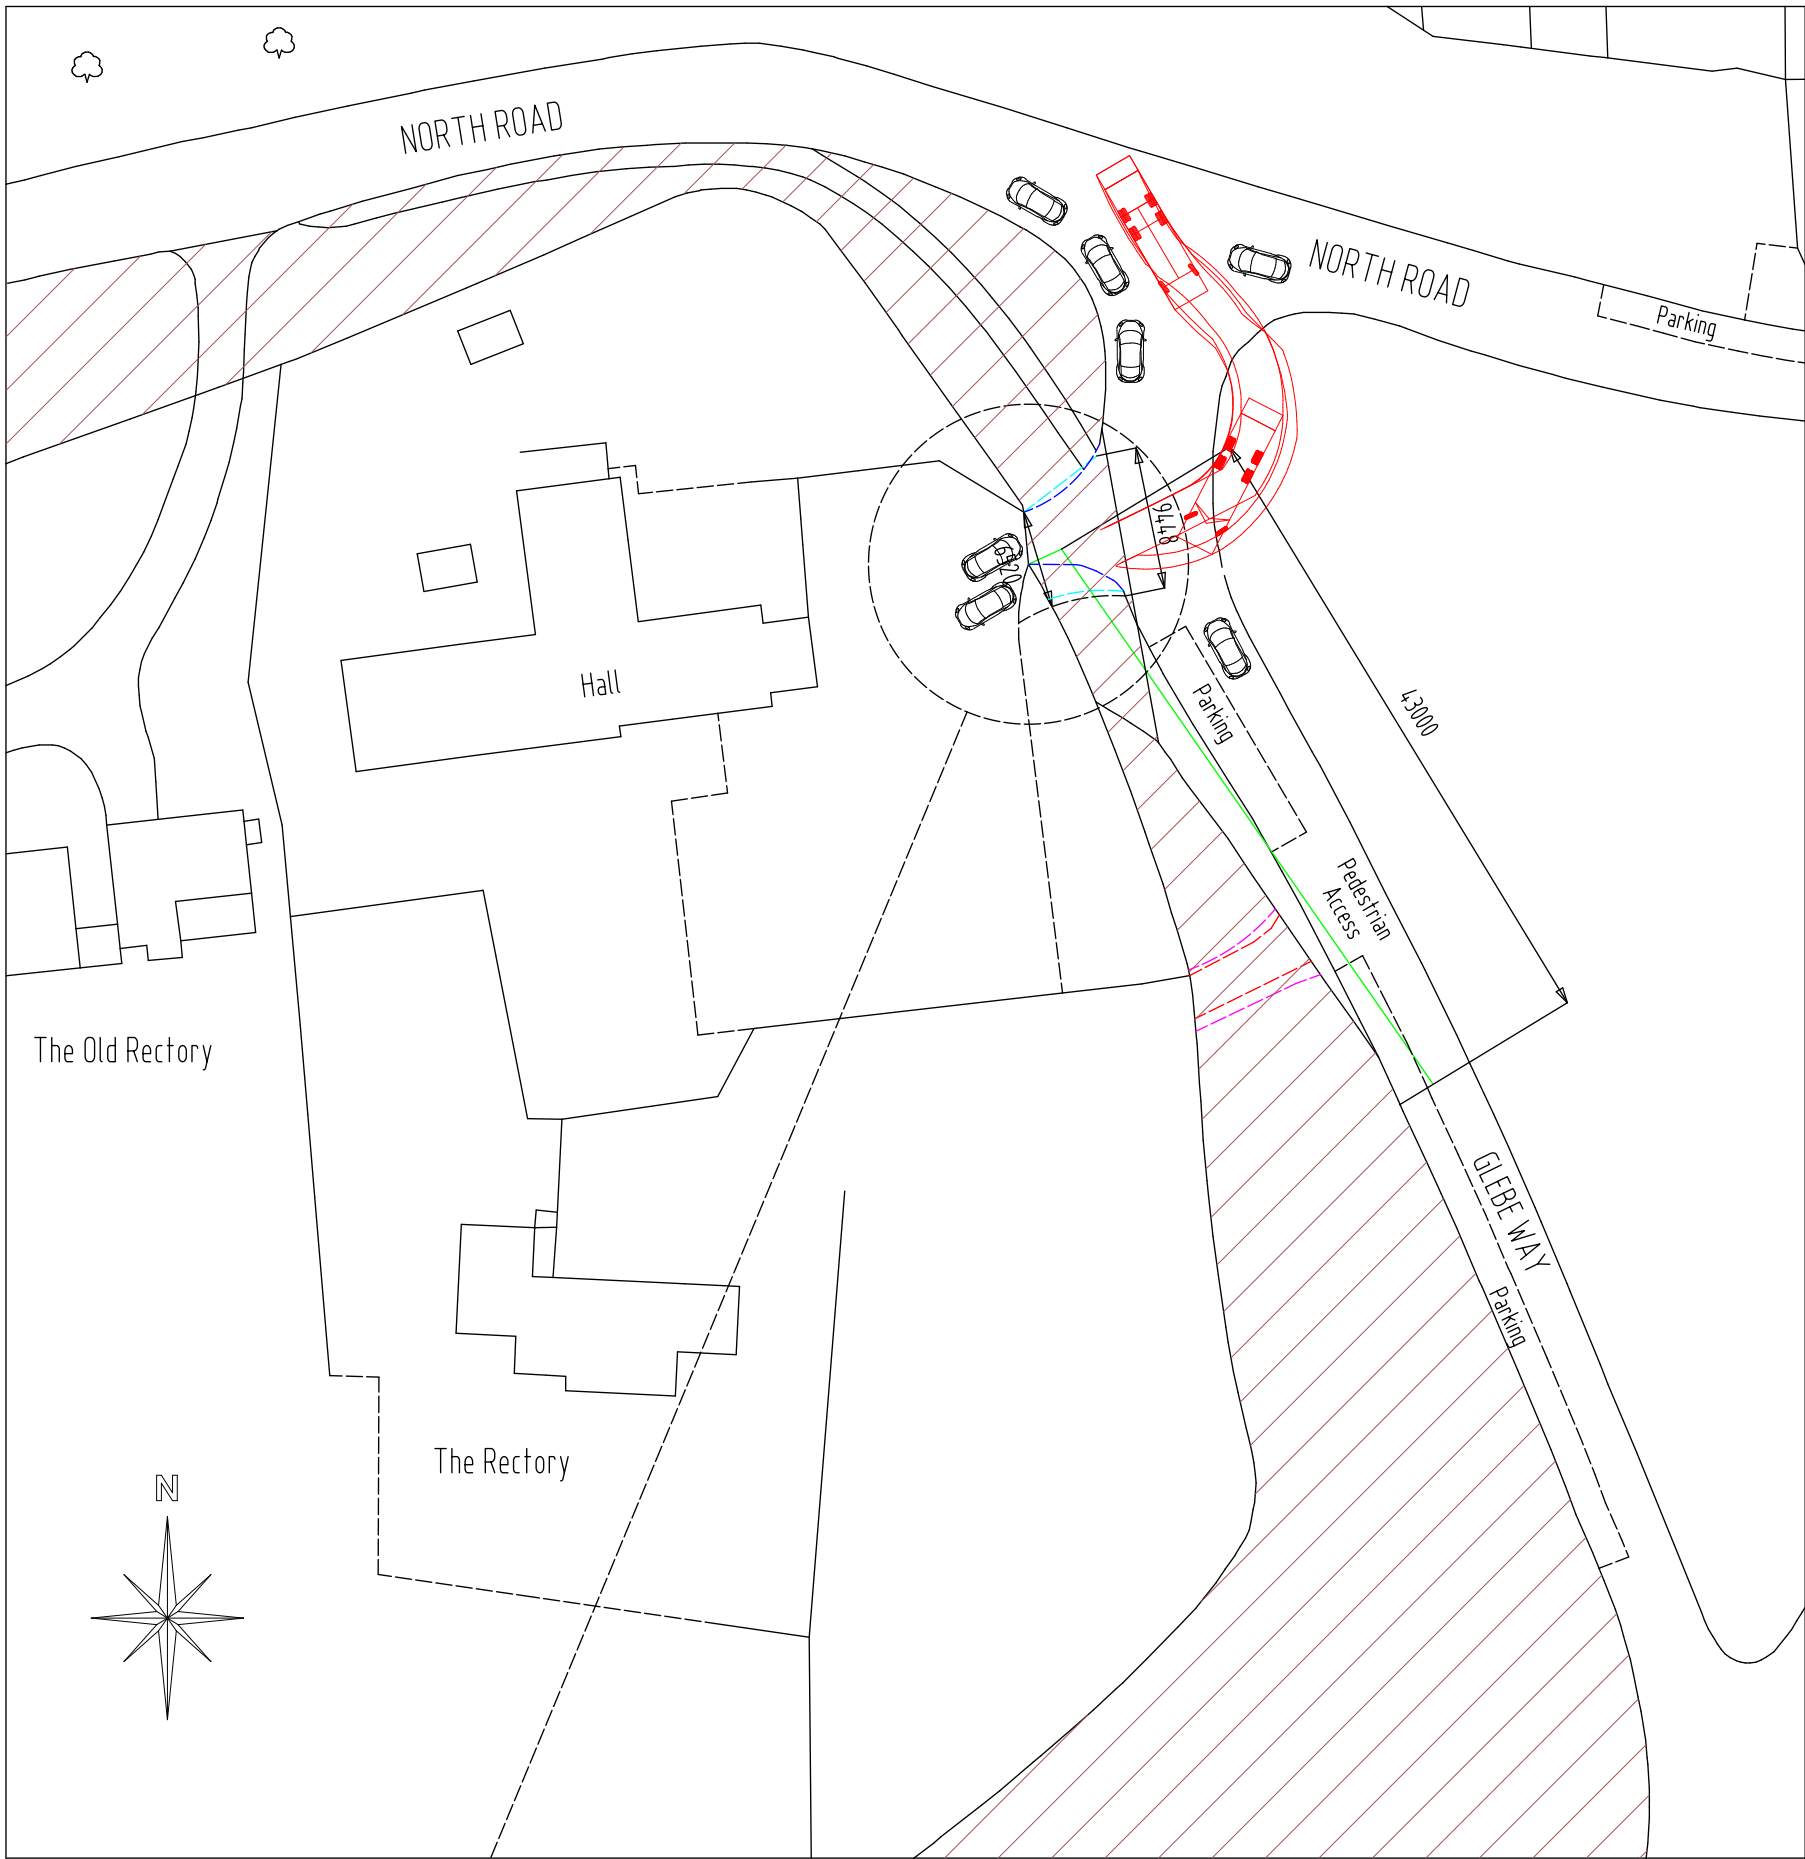 NORTH ROAD
NORTH ROAD
Parking
9448
6520
Hall
Parking
43000
Pedestrian
Access
The Old Rectory
GLEBE WAY
Parking
The Rectory
N